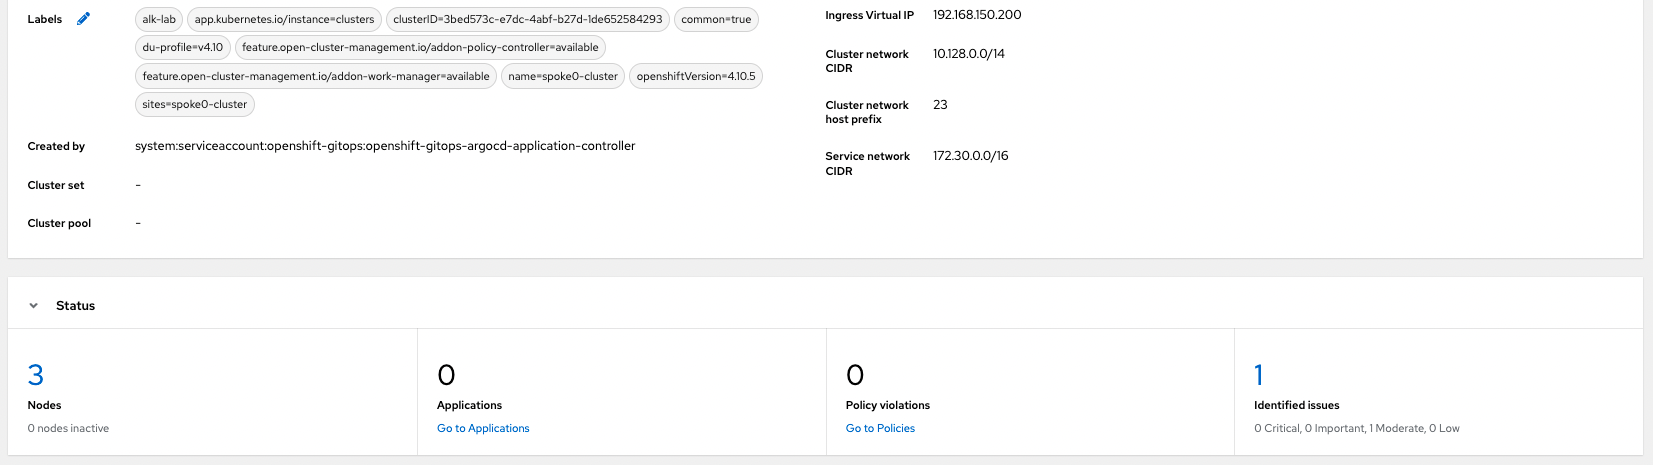 Labels
alk-lab app.kubernetes.io/instance=clusters clusterID=3bed573c-e7dc-4abf-b27d-1de652584293 common=true
du-profile=v4.10 feature.open-cluster-management.io/addon-policy-controller=available
feature.open-cluster-management.io/addon-work-manager=available name=spoke0-cluster openshiftVersion=4.10.5
sites=spoke0-cluster
Created by system:serviceaccount:openshift-gitops:openshift-gitops-argocd-application-controller
Cluster set -
Cluster pool -
Ingress Virtual IP 192.168.150.200
Cluster network 10.128.0.0/14
CIDR
Cluster network 23
host prefix
Service network 172.30.0.0/16
CIDR
Status
3
Nodes
0 nodes inactive
0
Applications
Go to Applications
0
Policy violations
Go to Policies
1
Identified issues
0 Critical, 0 Important, 1 Moderate, 0 Low